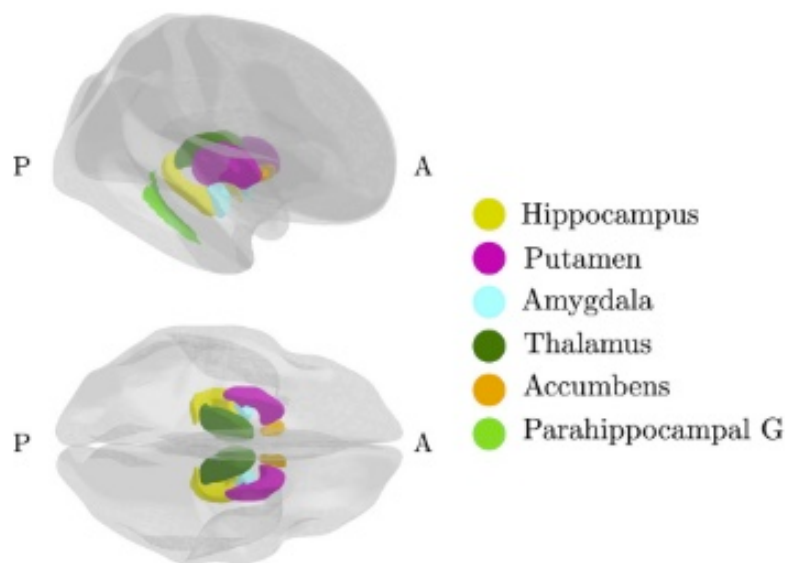 P
A
Hippocampus
Putamen
Amygdala
Thalamus
Accumbens
Parahippocampal G
P
A